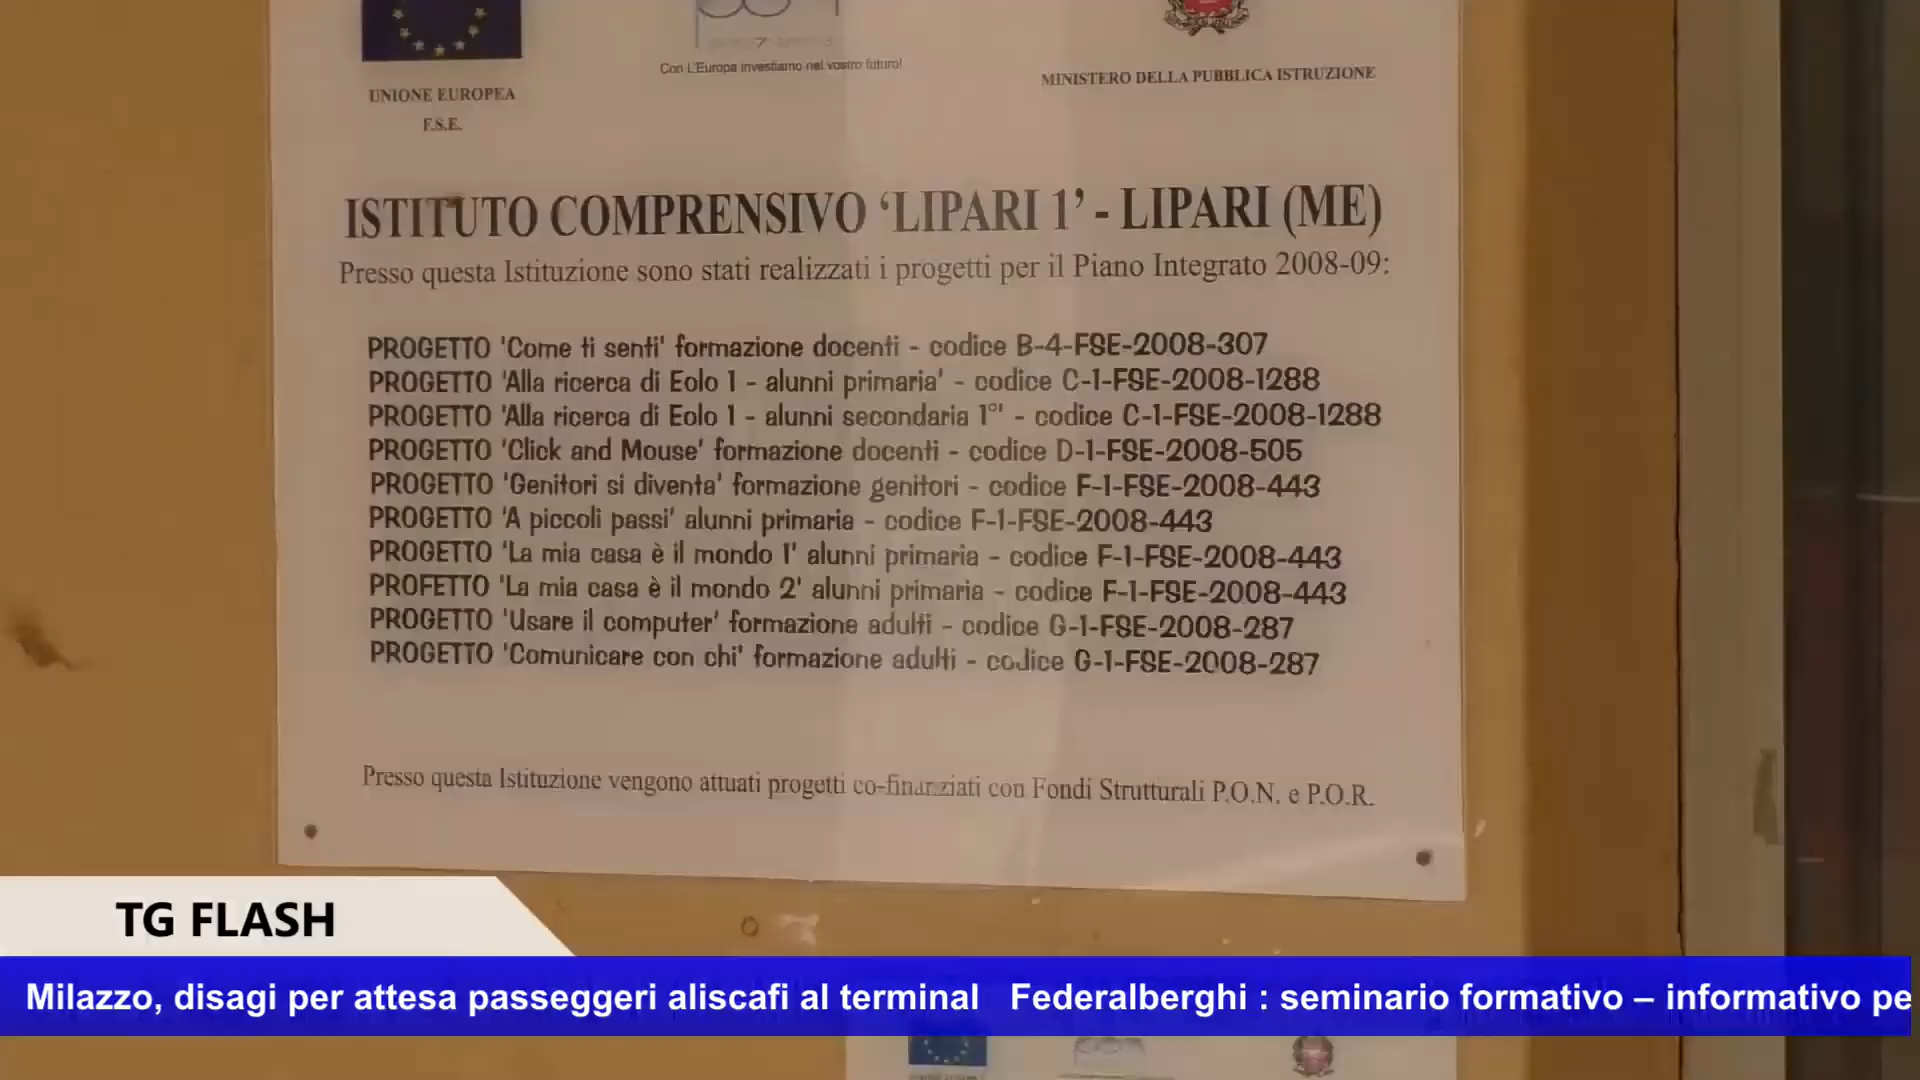 Con L'Europa investiamo nel vostro futuro!
UNIONE EUROPEA
F.S.E.
MINISTERO DELLA PUBBLICA ISTRUZIONE
ISTITUTO COMPRENSIVO ‘LIPARI 1’ - LIPARI (ME)
Presso questa Istituzione sono stati realizzati i progetti per il Piano Integrato 2008-09:
PROGETTO 'Come ti senti' formazione docenti - codice B-4-FSE-2008-307
PROGETTO 'Alla ricerca di Eolo 1 - alunni primaria' - codice C-1-FSE-2008-1288
PROGETTO 'Alla ricerca di Eolo 1 - alunni secondaria 1°' - codice C-1-FSE-2008-1288
PROGETTO 'Click and Mouse' formazione docenti - codice D-1-FSE-2008-505
PROGETTO 'Genitori si diventa' formazione genitori - codice F-1-FSE-2008-443
PROGETTO 'A piccoli passi' alunni primaria - codice F-1-FSE-2008-443
PROGETTO 'La mia casa è il mondo 1' alunni primaria - codice F-1-FSE-2008-443
PROFETTO 'La mia casa è il mondo 2' alunni primaria - codice F-1-FSE-2008-443
PROGETTO 'Usare il computer' formazione adulti - codice G-1-FSE-2008-287
PROGETTO 'Comunicare con chi' formazione adulti - codice G-1-FSE-2008-287
Presso questa Istituzione vengono attuati progetti co-finanziati con Fondi Strutturali P.O.N. e P.O.R.
TG FLASH
Milazzo, disagi per attesa passeggeri aliscafi al terminal Federalberghi : seminario formativo – informativo pe